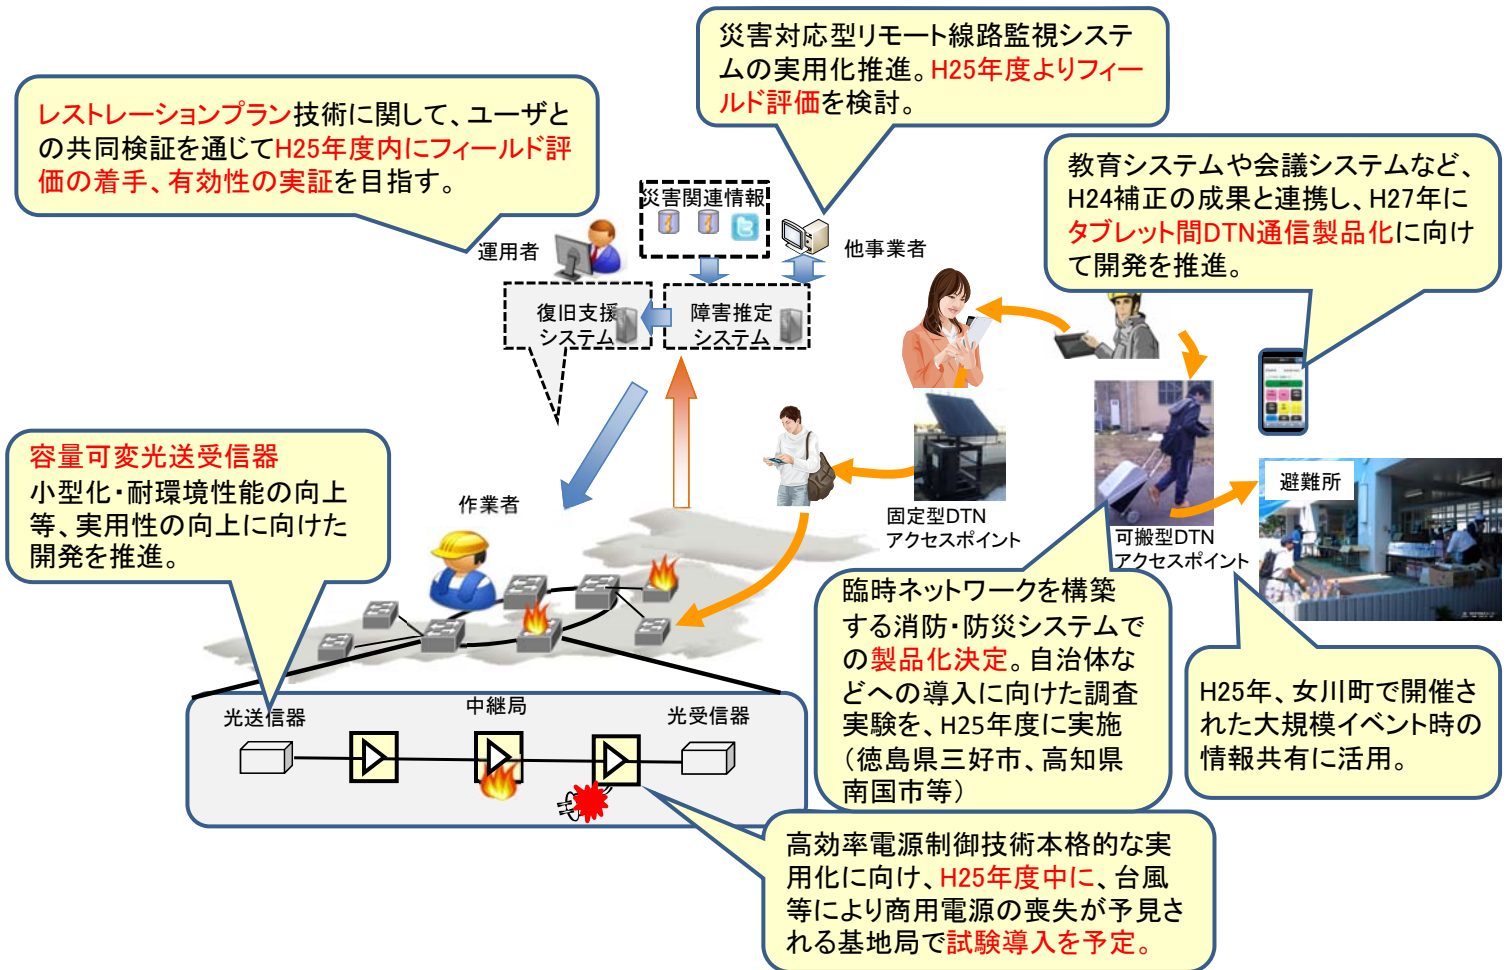 災害対応型リモート線路監視システ
ムの実用化推進。H25年度よりフィー
ルド評価を検討。
レストレーションプラン技術に関して、ユーザと
の共同検証を通じてH25年度内にフィールド評
価の着手、有効性の実証を目指す。
教育システムや会議システムなど、
H24補正の成果と連携し、H27年に
タブレット間DTN通信製品化に向け
て開発を推進。
災害関連情報
運用者
他事業者
復旧支援
システム
障害推定
システム
容量可変光送受信器
小型化・耐環境性能の向上
等、実用性の向上に向けた
開発を推進。
作業者
固定型DTN
アクセスポイント
可搬型DTN
アクセスポイント
避難所
臨時ネットワークを構築
する消防・防災システムで
の製品化決定。自治体な
どへの導入に向けた調査
実験を、H25年度に実施
（徳島県三好市、高知県
南国市等）
H25年、女川町で開催さ
れた大規模イベント時の
情報共有に活用。
光送信器
中継局
光受信器
高効率電源制御技術本格的な実
用化に向け、H25年度中に、台風
等により商用電源の喪失が予見さ
れる基地局で試験導入を予定。